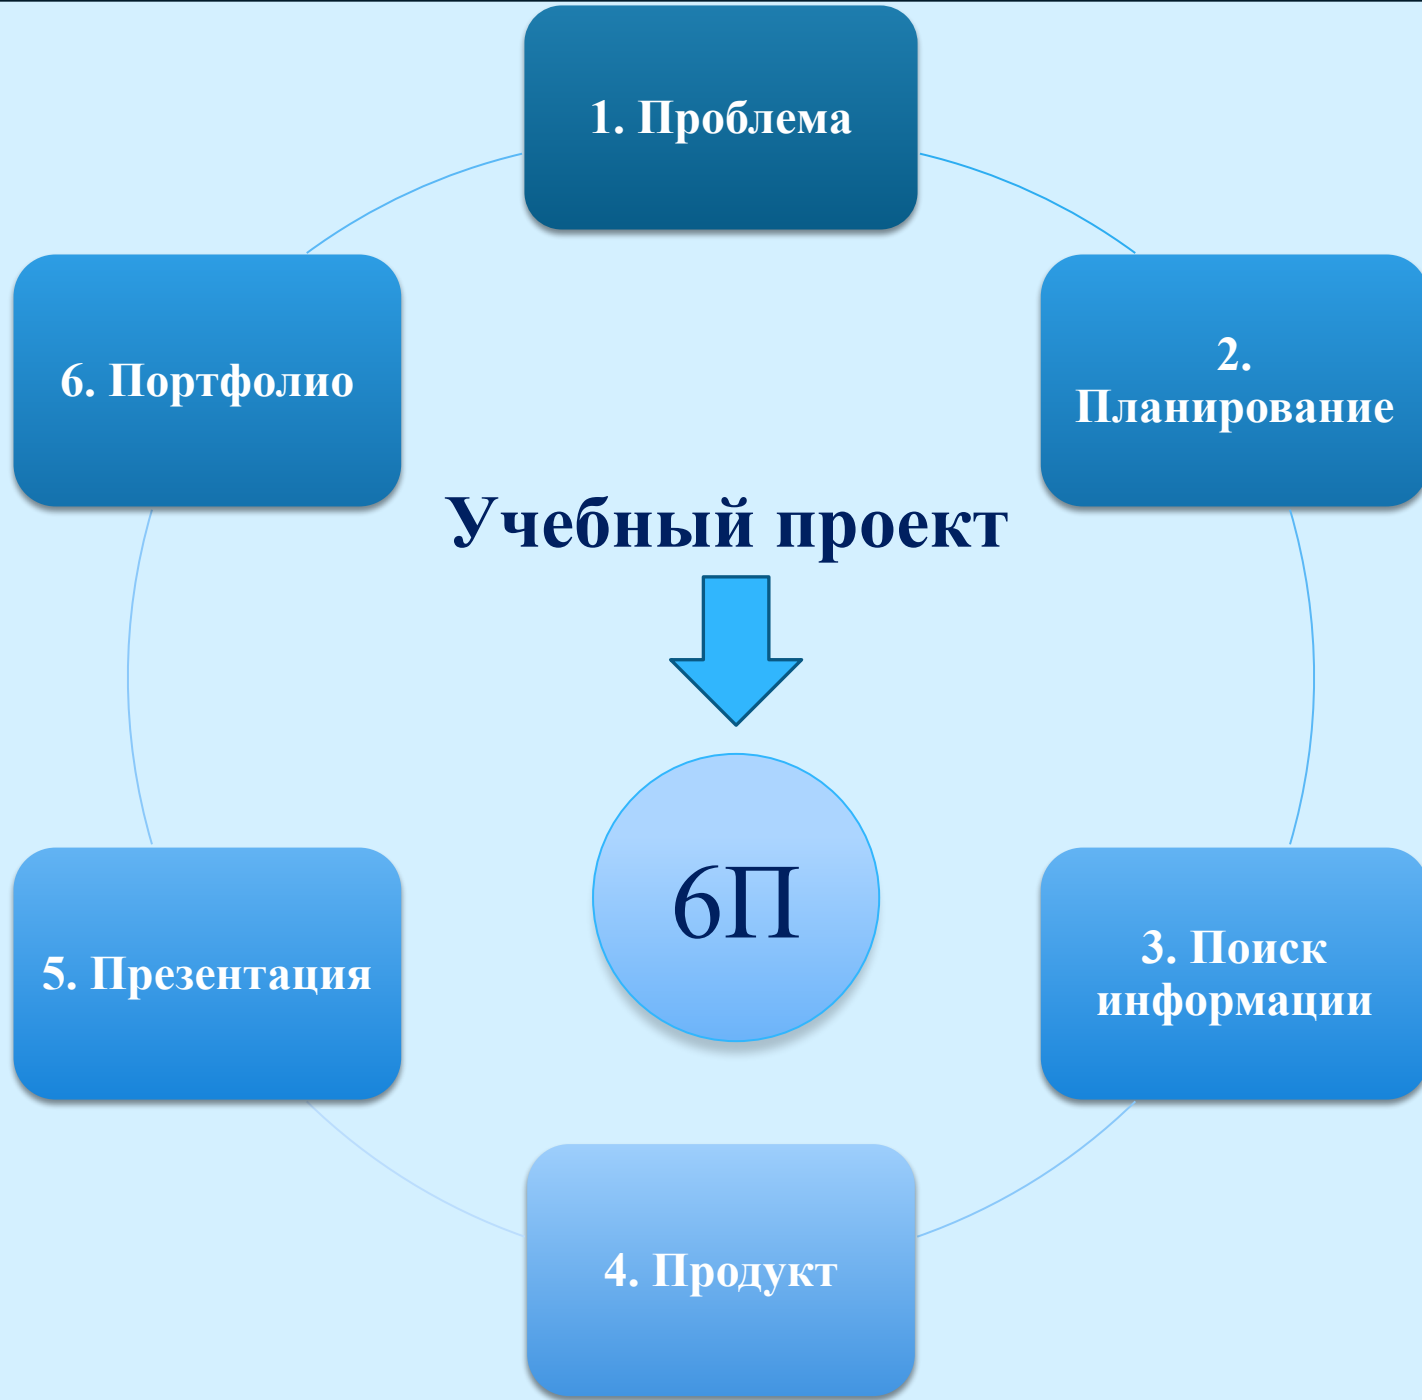 1. Проблема
2.
Планирование
3. Поиск
информации
4. Продукт
5. Презентация
6. Портфолио
Учебный проект
6П